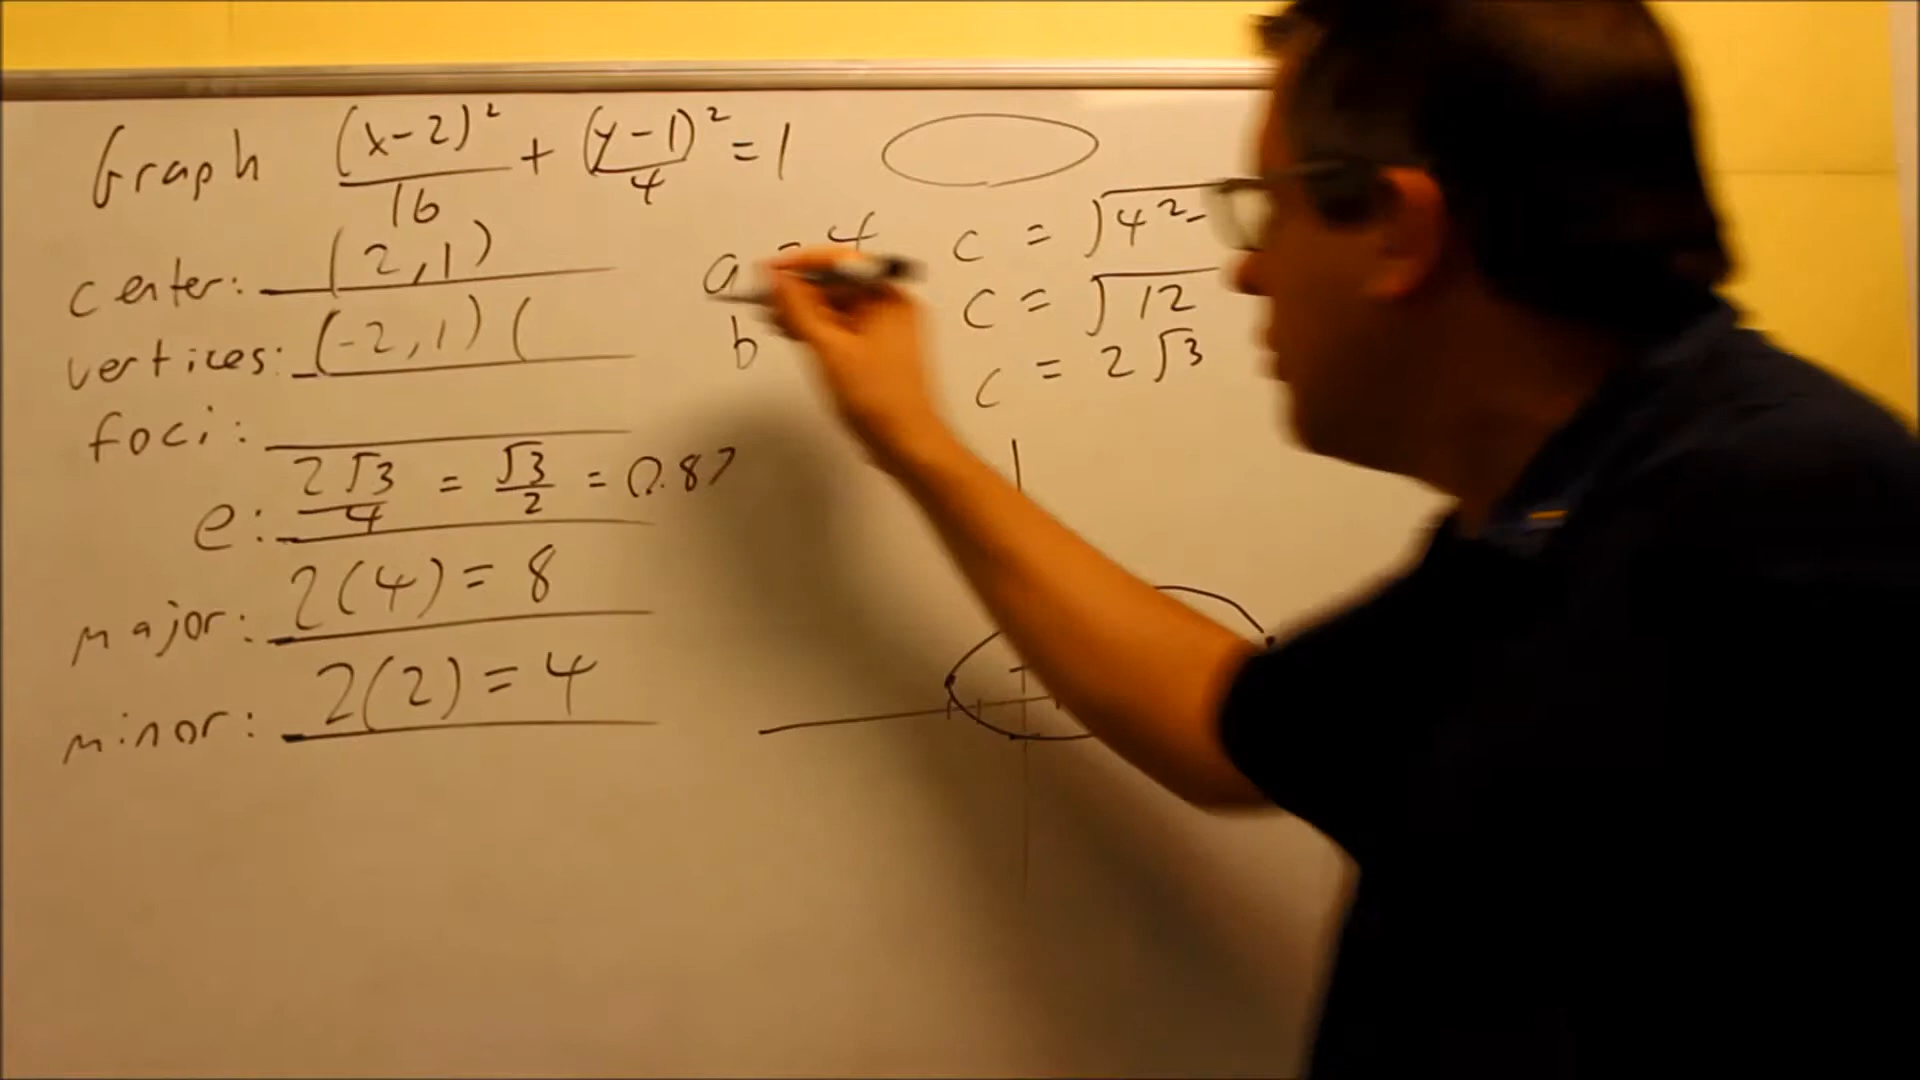 Graph (x-2)²/16 + (y-1)²/4 = 1
center: (2,1)
vertices: (-2,1) (
foci:
e: 2√3/4 = √3/2 = 0.87
major: 2(4) = 8
minor: 2(2) = 4
a = 4
b
c = √4²-
c = √12
c = 2√3